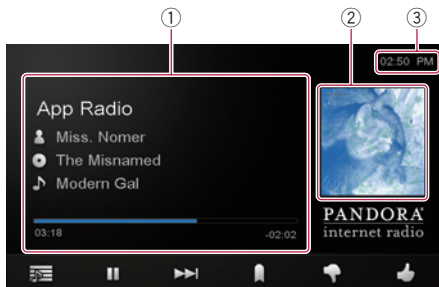 ① ② ③
02:50 PM
App Radio
Miss. Nomer
The Misnamed
Modern Gal
03:18 -02:02
PANDORA®
internet radio